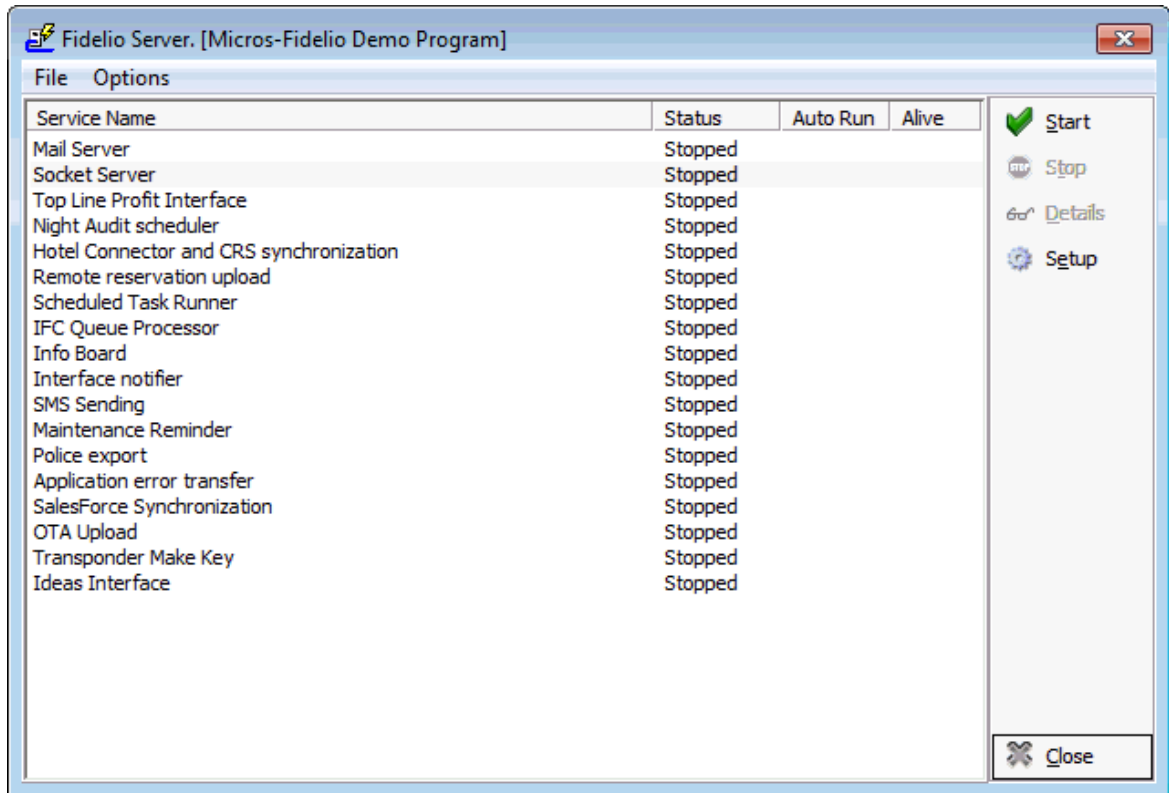 Fidelio Server. [Micros-Fidelio Demo Program]
File Options
Service Name Status Auto Run Alive
Mail Server Stopped
Socket Server Stopped
Top Line Profit Interface Stopped
Night Audit scheduler Stopped
Hotel Connector and CRS synchronization Stopped
Remote reservation upload Stopped
Scheduled Task Runner Stopped
IFC Queue Processor Stopped
Info Board Stopped
Interface notifier Stopped
SMS Sending Stopped
Maintenance Reminder Stopped
Police export Stopped
Application error transfer Stopped
SalesForce Synchronization Stopped
OTA Upload Stopped
Transponder Make Key Stopped
Ideas Interface Stopped
Start
STOP Stop
Details
Setup
Close